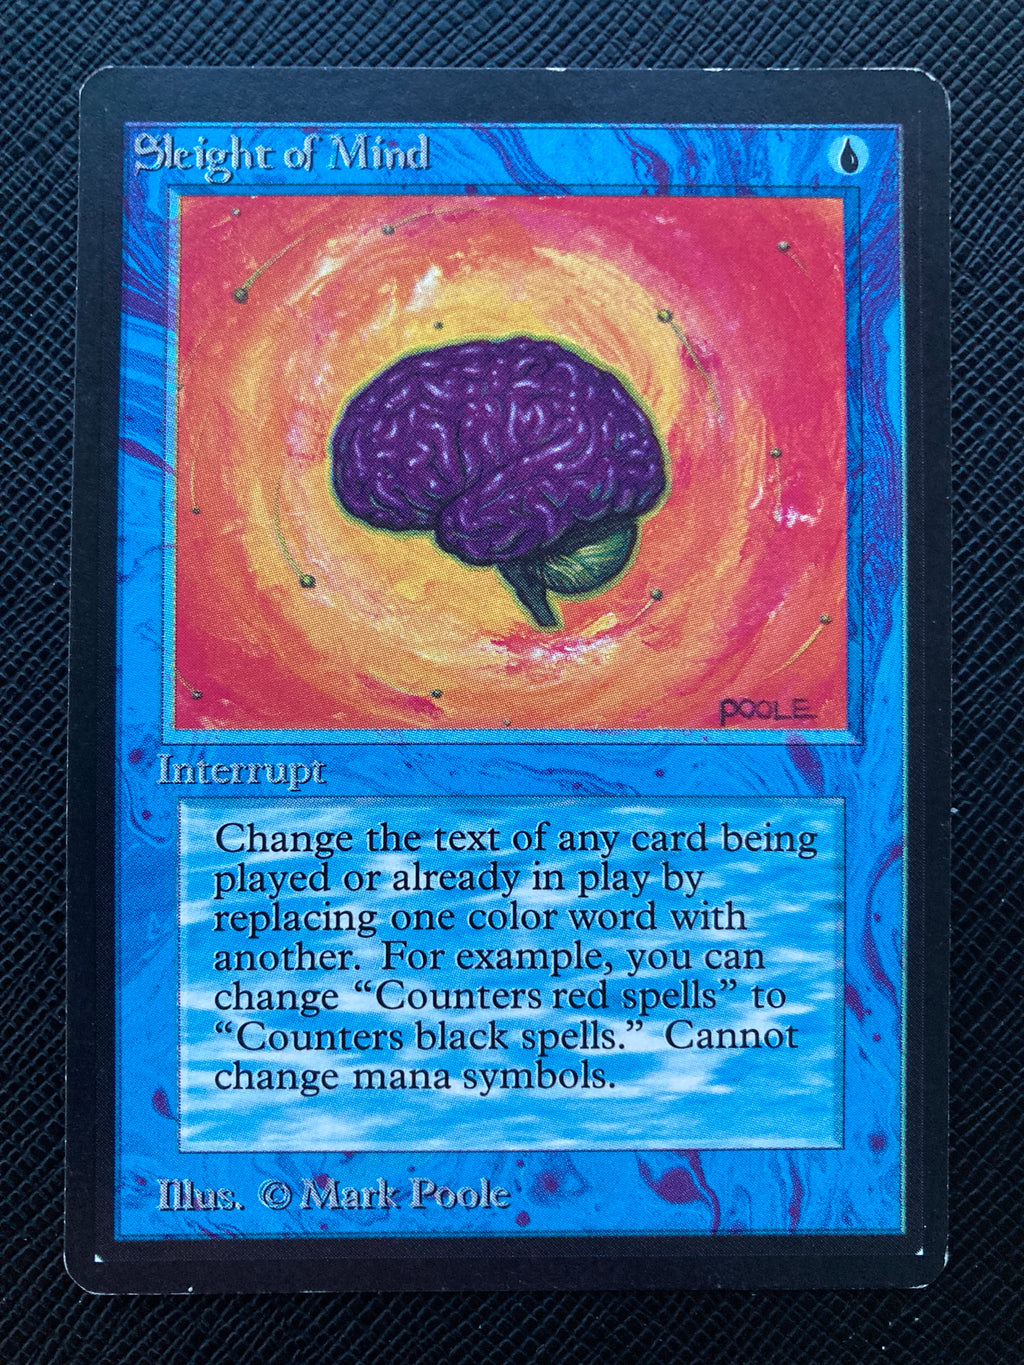 Sleight of Mind
POOLE
Interrupt
Change the text of any card being
played or already in play by
replacing one color word with
another. For example, you can
change “Counters red spells” to
“Counters black spells.” Cannot
change mana symbols.
Illus. © Mark Poole